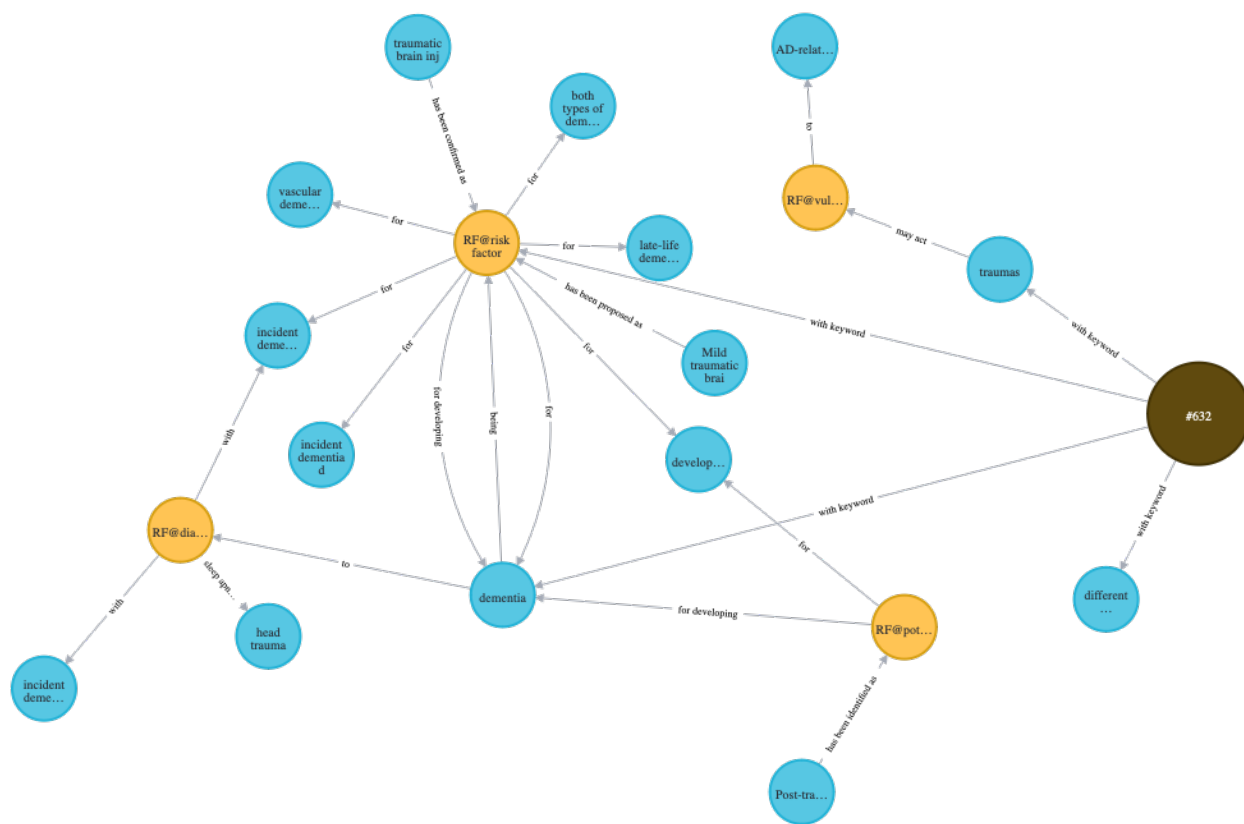 traumatic
brain inj
AD-relat…
both
types of
dem…
has been confirmed as
to
for
vascular
deme…
RF@vul…
for
may act
RF@risk
factor
for
late-life
deme…
traumas
for
has been proposed as
with keyword
with keyword
incident
deme…
for
for
Mild
traumatic
brai
for developing
being
for
#632
with
incident
dementia
d
develop…
with keyword
with keyword
RF@dia…
for
to
sleep apn…
dementia
for developing
different
…
with
head
trauma
RF@pot…
incident
deme…
has been identified as
Post-tra…